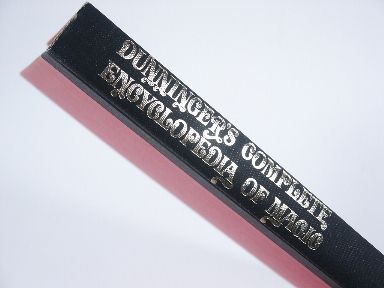 DUNNINGER'S COMPLETE
ENCYCLOPEDIA OF MAGIC